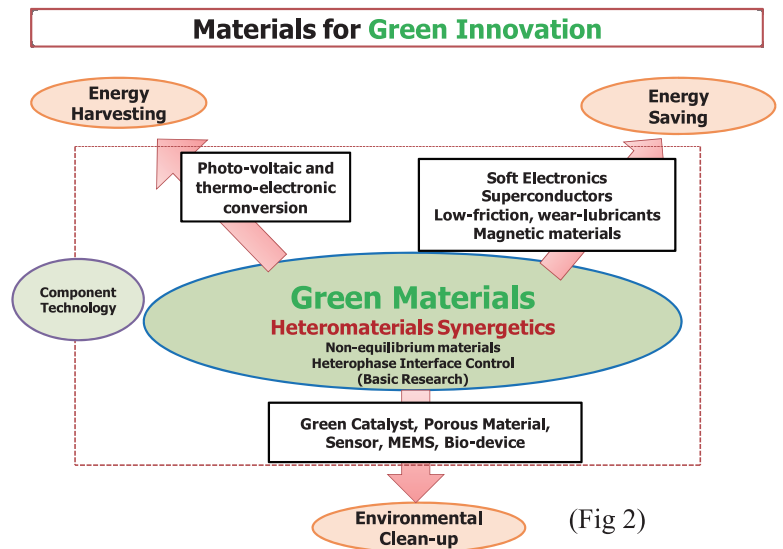 Materials for Green Innovation
Energy
Harvesting
Energy
Saving
Photo-voltaic and
thermo-electronic
conversion
Soft Electronics
Superconductors
Low-friction, wear-lubricants
Magnetic materials
Component
Technology
Green Materials
Heteromaterials Synergetics
Non-equilibrium materials
Heterophase Interface Control
(Basic Research)
Green Catalyst, Porous Material,
Sensor, MEMS, Bio-device
Environmental
Clean-up
(Fig 2)